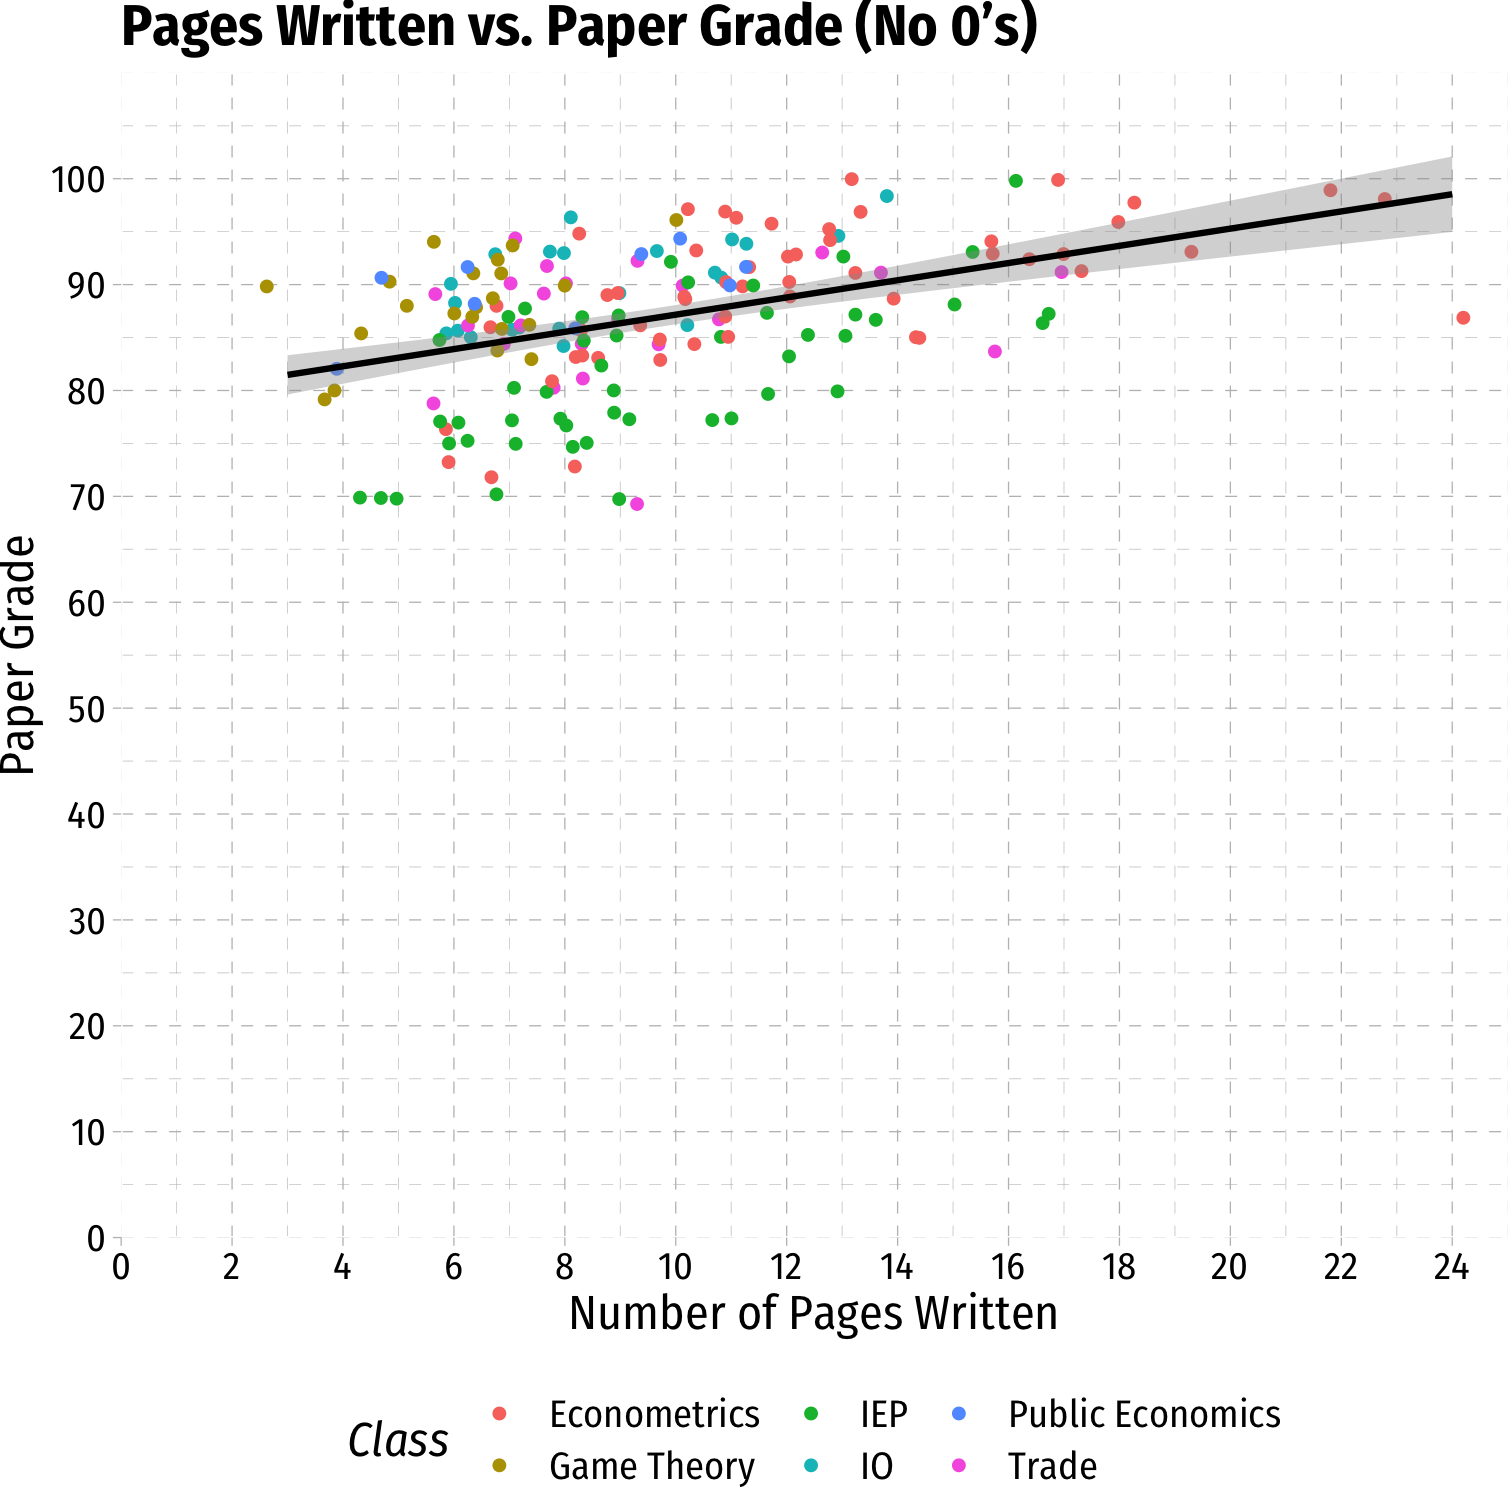 Pages Written vs. Paper Grade (No 0’s)
Paper Grade
100
90
80
70
60
50
40
30
20
10
0
0 2 4 6 8 10 12 14 16 18 20 22 24
Number of Pages Written
Class
Econometrics IEP Public Economics
Game Theory IO Trade